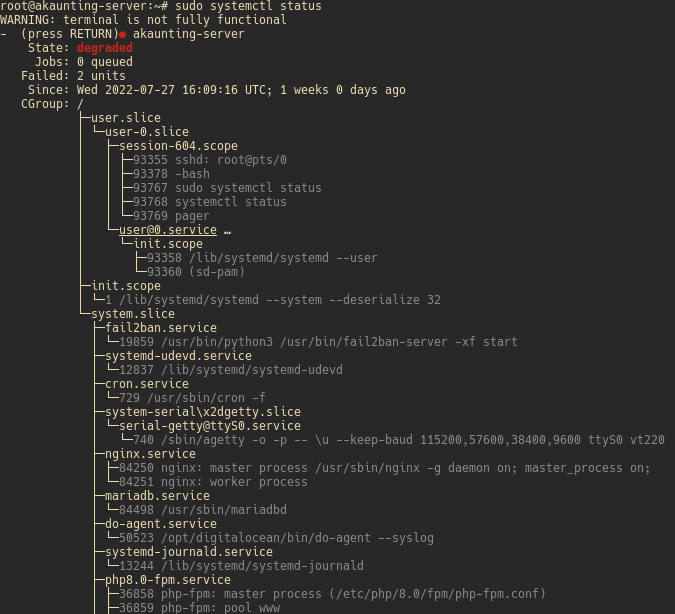 root@akaunting-server:~# sudo systemctl status
WARNING: terminal is not fully functional
-  (press RETURN)● akaunting-server
    State: degraded
     Jobs: 0 queued
   Failed: 2 units
    Since: Wed 2022-07-27 16:09:16 UTC; 1 weeks 0 days ago
   CGroup: /
           ├─user.slice
           │ └─user-0.slice
           │   ├─session-604.scope
           │   │ ├─93355 sshd: root@pts/0
           │   │ ├─93378 -bash
           │   │ ├─93767 sudo systemctl status
           │   │ ├─93768 systemctl status
           │   │ └─93769 pager
           │   └─user@0.service …
           │     └─init.scope
           │       ├─93358 /lib/systemd/systemd --user
           │       └─93360 (sd-pam)
           ├─init.scope
           │ └─1 /lib/systemd/systemd --system --deserialize 32
           └─system.slice
             ├─fail2ban.service
             │ └─19859 /usr/bin/python3 /usr/bin/fail2ban-server -xf start
             ├─systemd-udevd.service
             │ └─12837 /lib/systemd/systemd-udevd
             ├─cron.service
             │ └─729 /usr/sbin/cron -f
             ├─system-serial\x2dgetty.slice
             │ └─serial-getty@ttyS0.service
             │   └─740 /sbin/agetty -o -p -- \u --keep-baud 115200,57600,38400,9600 ttyS0 vt220
             ├─nginx.service
             │ ├─84250 nginx: master process /usr/sbin/nginx -g daemon on; master_process on;
             │ └─84251 nginx: worker process
             ├─mariadb.service
             │ └─84498 /usr/sbin/mariadbd
             ├─do-agent.service
             │ └─50523 /opt/digitalocean/bin/do-agent --syslog
             ├─systemd-journald.service
             │ └─13244 /lib/systemd/systemd-journald
             ├─php8.0-fpm.service
             │ ├─36858 php-fpm: master process (/etc/php/8.0/fpm/php-fpm.conf)
             │ ├─36859 php-fpm: pool www